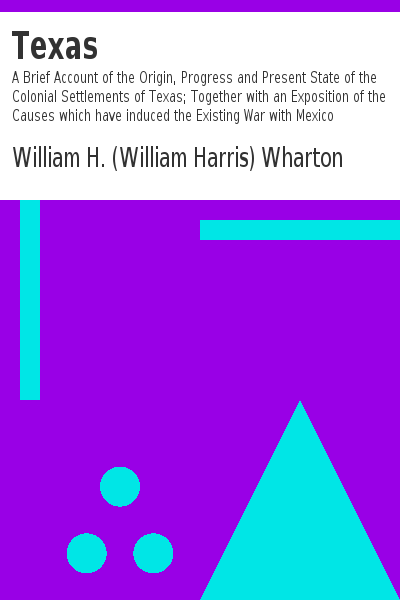 Texas
A Brief Account of the Origin, Progress and Present State of the
Colonial Settlements of Texas; Together with an Exposition of the
Causes which have induced the Existing War with Mexico
William H. (William Harris) Wharton